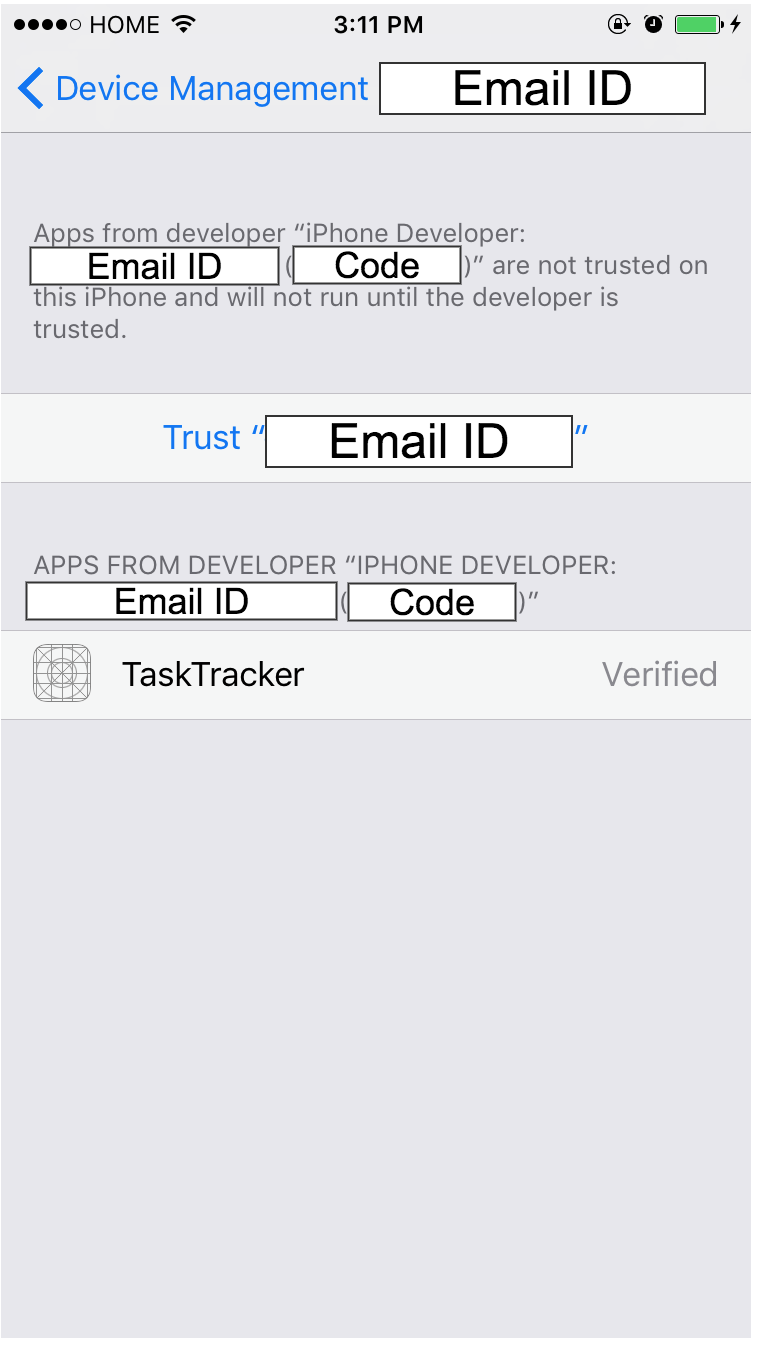 HOME 3:11 PM
Device Management Email ID
Apps from developer “iPhone Developer:
Email ID (Code)” are not trusted on
this iPhone and will not run until the developer is
trusted.
Trust “Email ID”
APPS FROM DEVELOPER “IPHONE DEVELOPER:
Email ID (Code)”
TaskTracker Verified